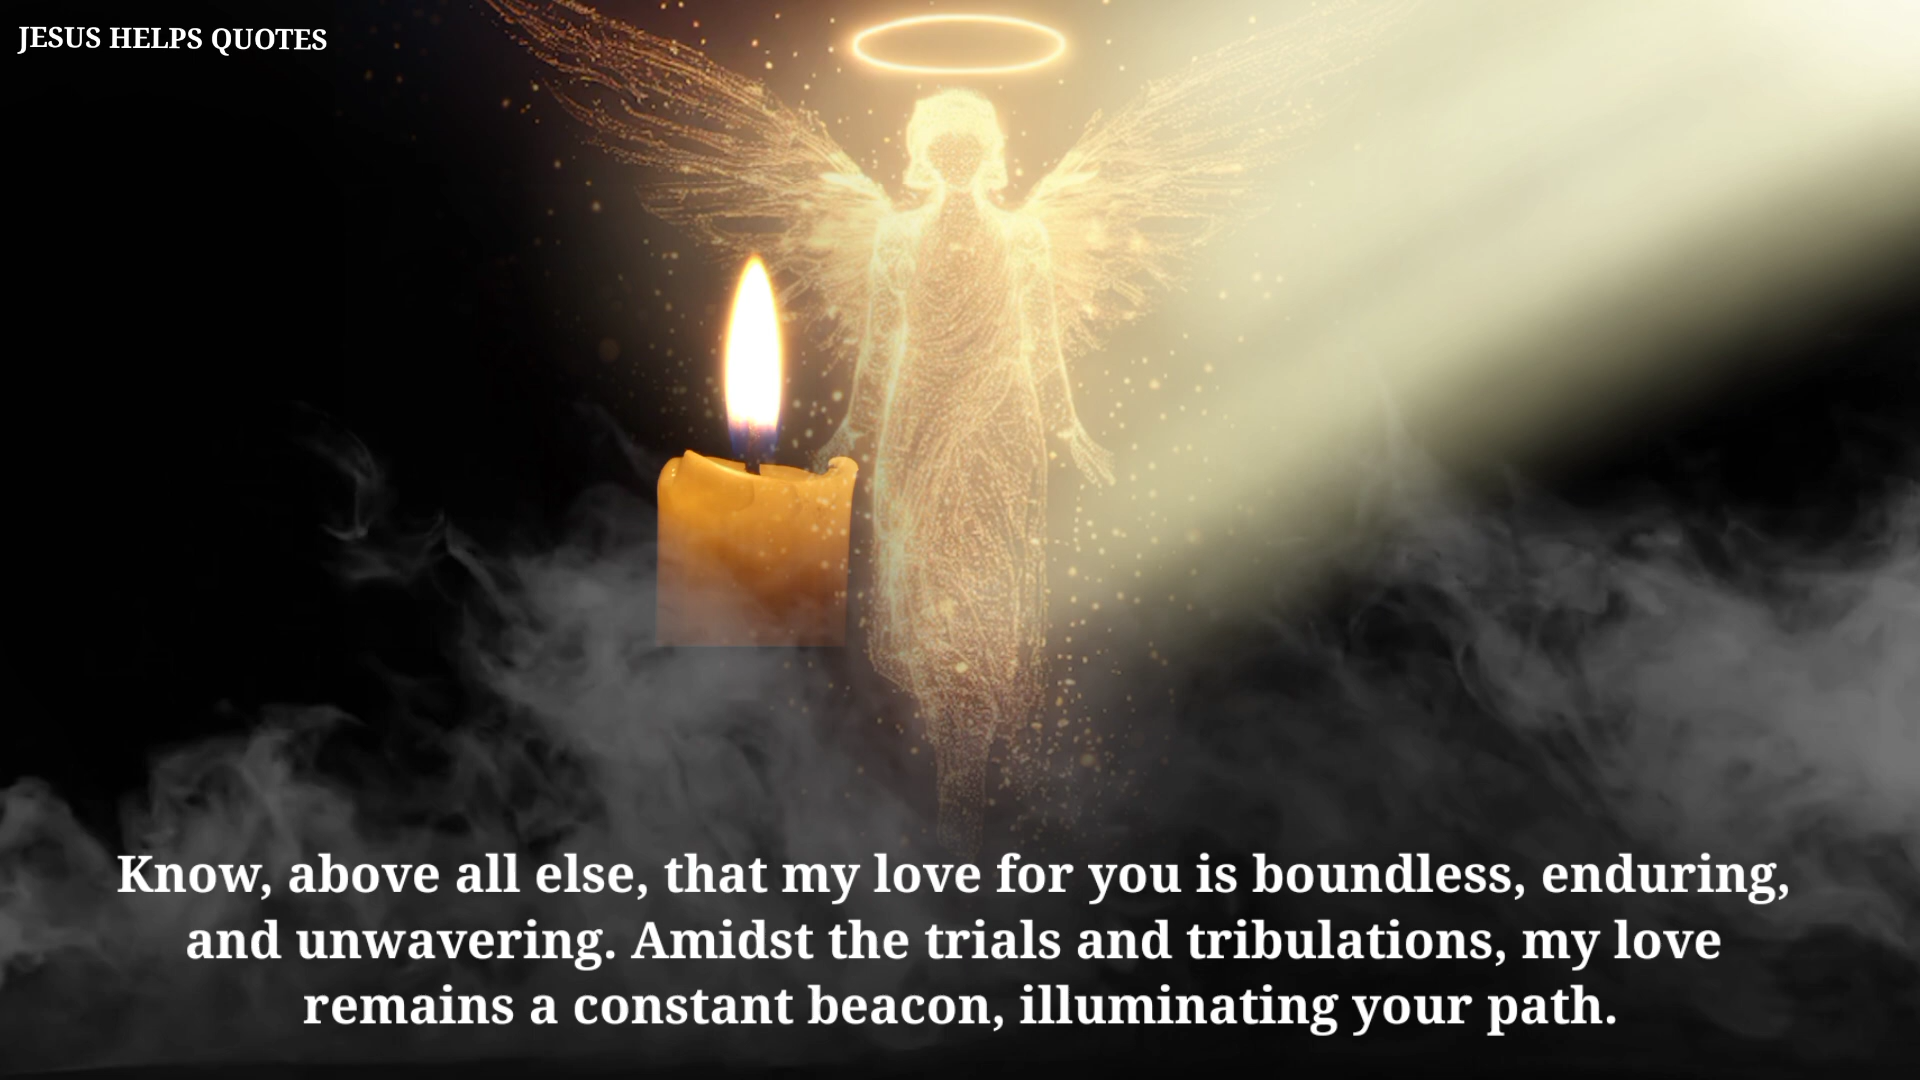 JESUS HELPS QUOTES
Know, above all else, that my love for you is boundless, enduring,
and unwavering. Amidst the trials and tribulations, my love
remains a constant beacon, illuminating your path.